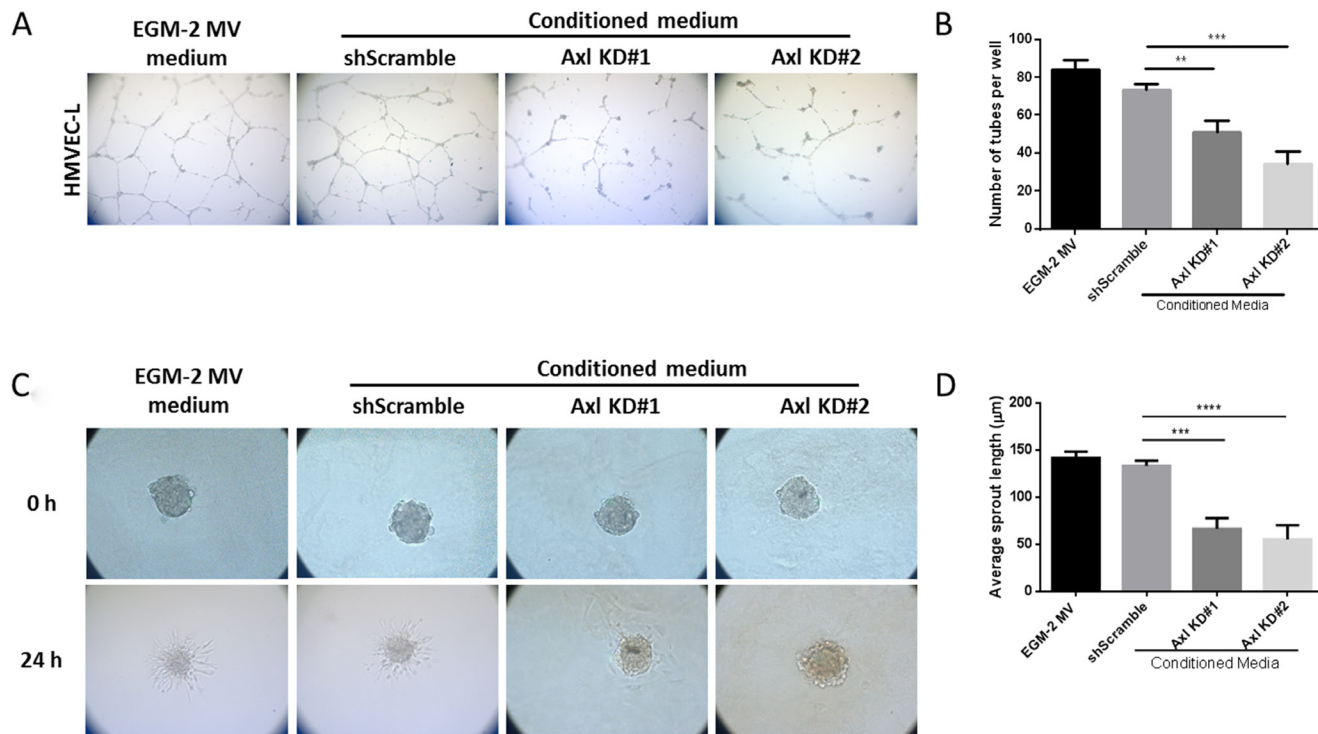 A
EGM-2 MV
medium
Conditioned medium
shScramble
Axl KD#1
Axl KD#2
HMVEC-L
B
Number of tubes per well
100
80
60
40
20
0
***
**
EGM-2 MV
shScramble
Axl KD#1
Axl KD#2
Conditioned Media
C
EGM-2 MV
medium
Conditioned medium
shScramble
Axl KD#1
Axl KD#2
0 h
24 h
D
Average sprout length (μm)
200
150
100
50
0
****
***
EGM-2 MV
shScramble
Axl KD#1
Axl KD#2
Conditioned Media